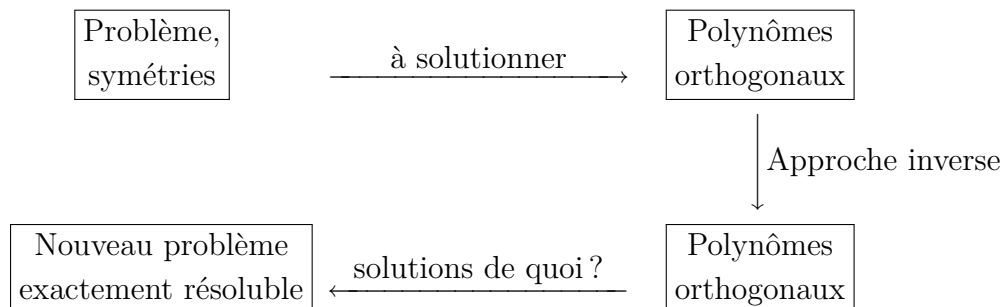 Problème,
symétries
à solutionner
Polynômes
orthogonaux
Approche inverse
Nouveau problème
exactement résoluble
solutions de quoi ?
Polynômes
orthogonaux